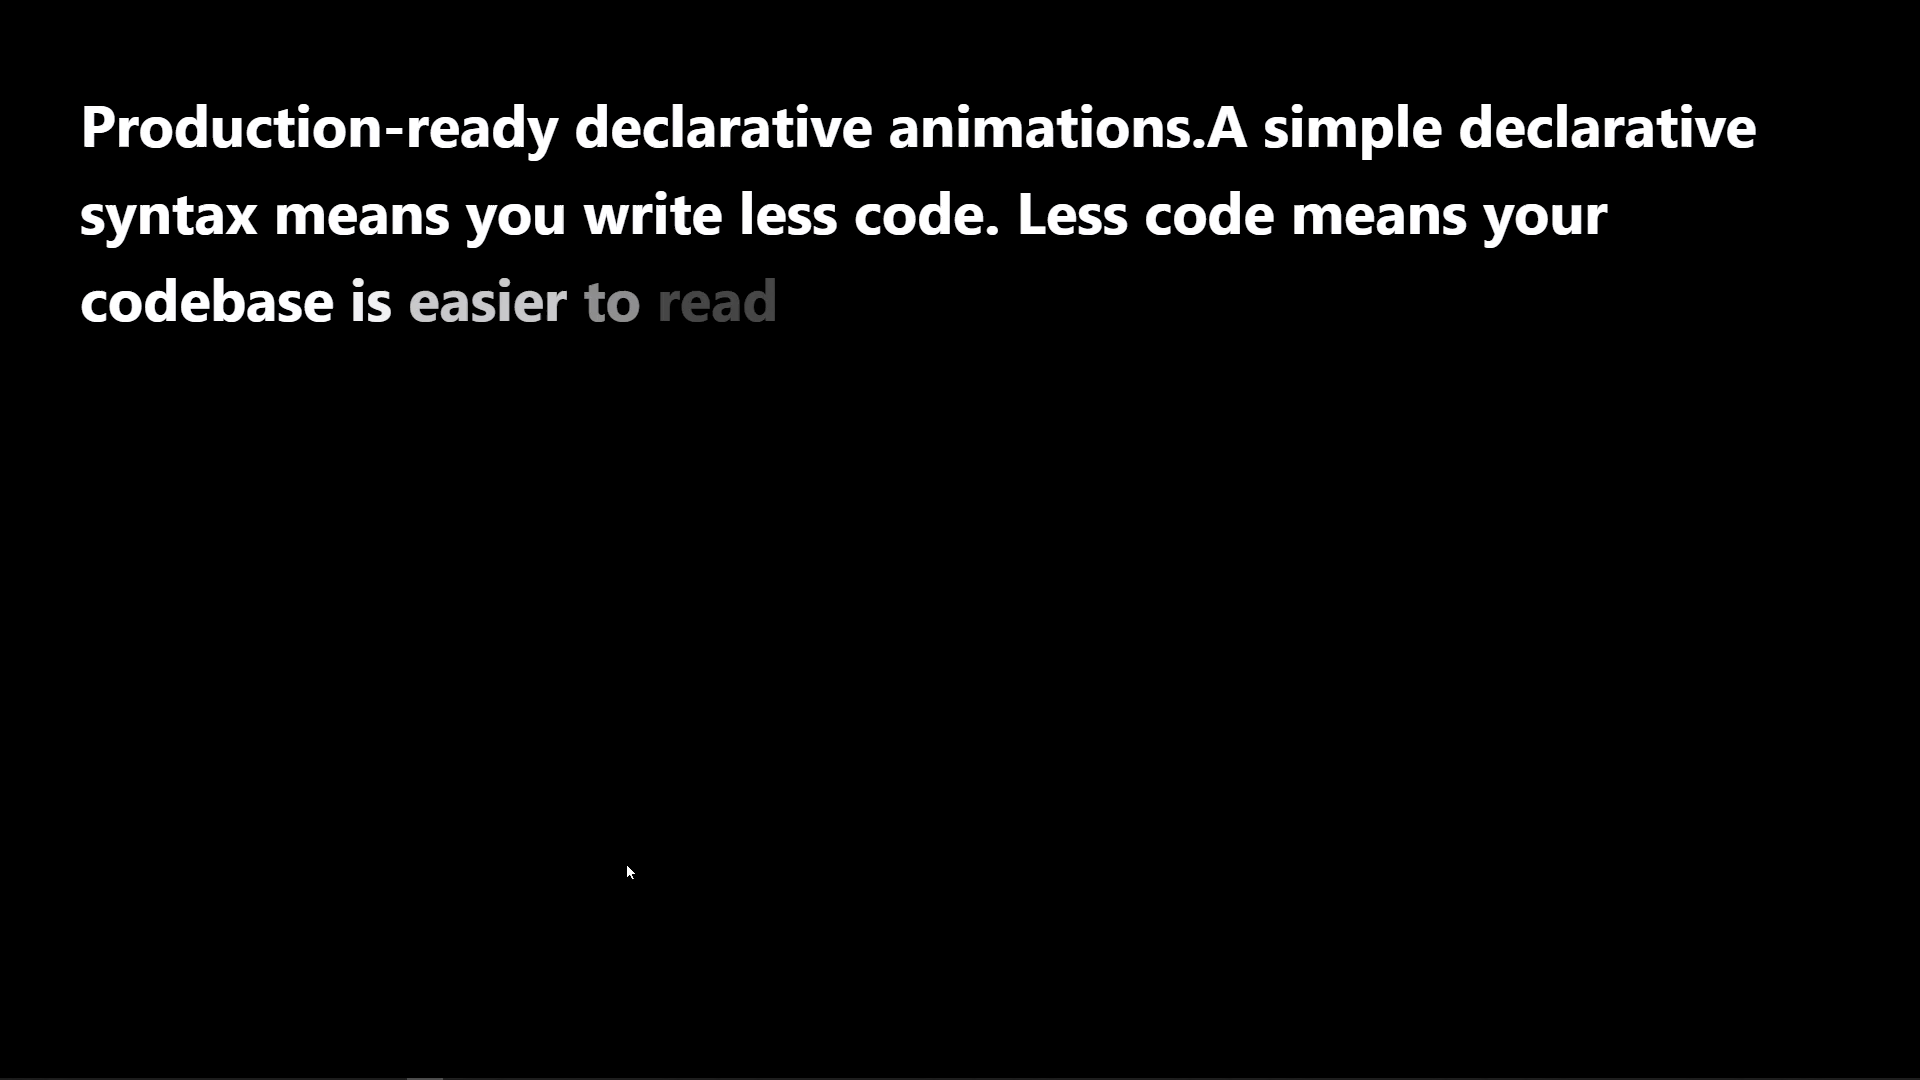 Production-ready declarative animations.A simple declarative
syntax means you write less code. Less code means your
codebase is easier to read